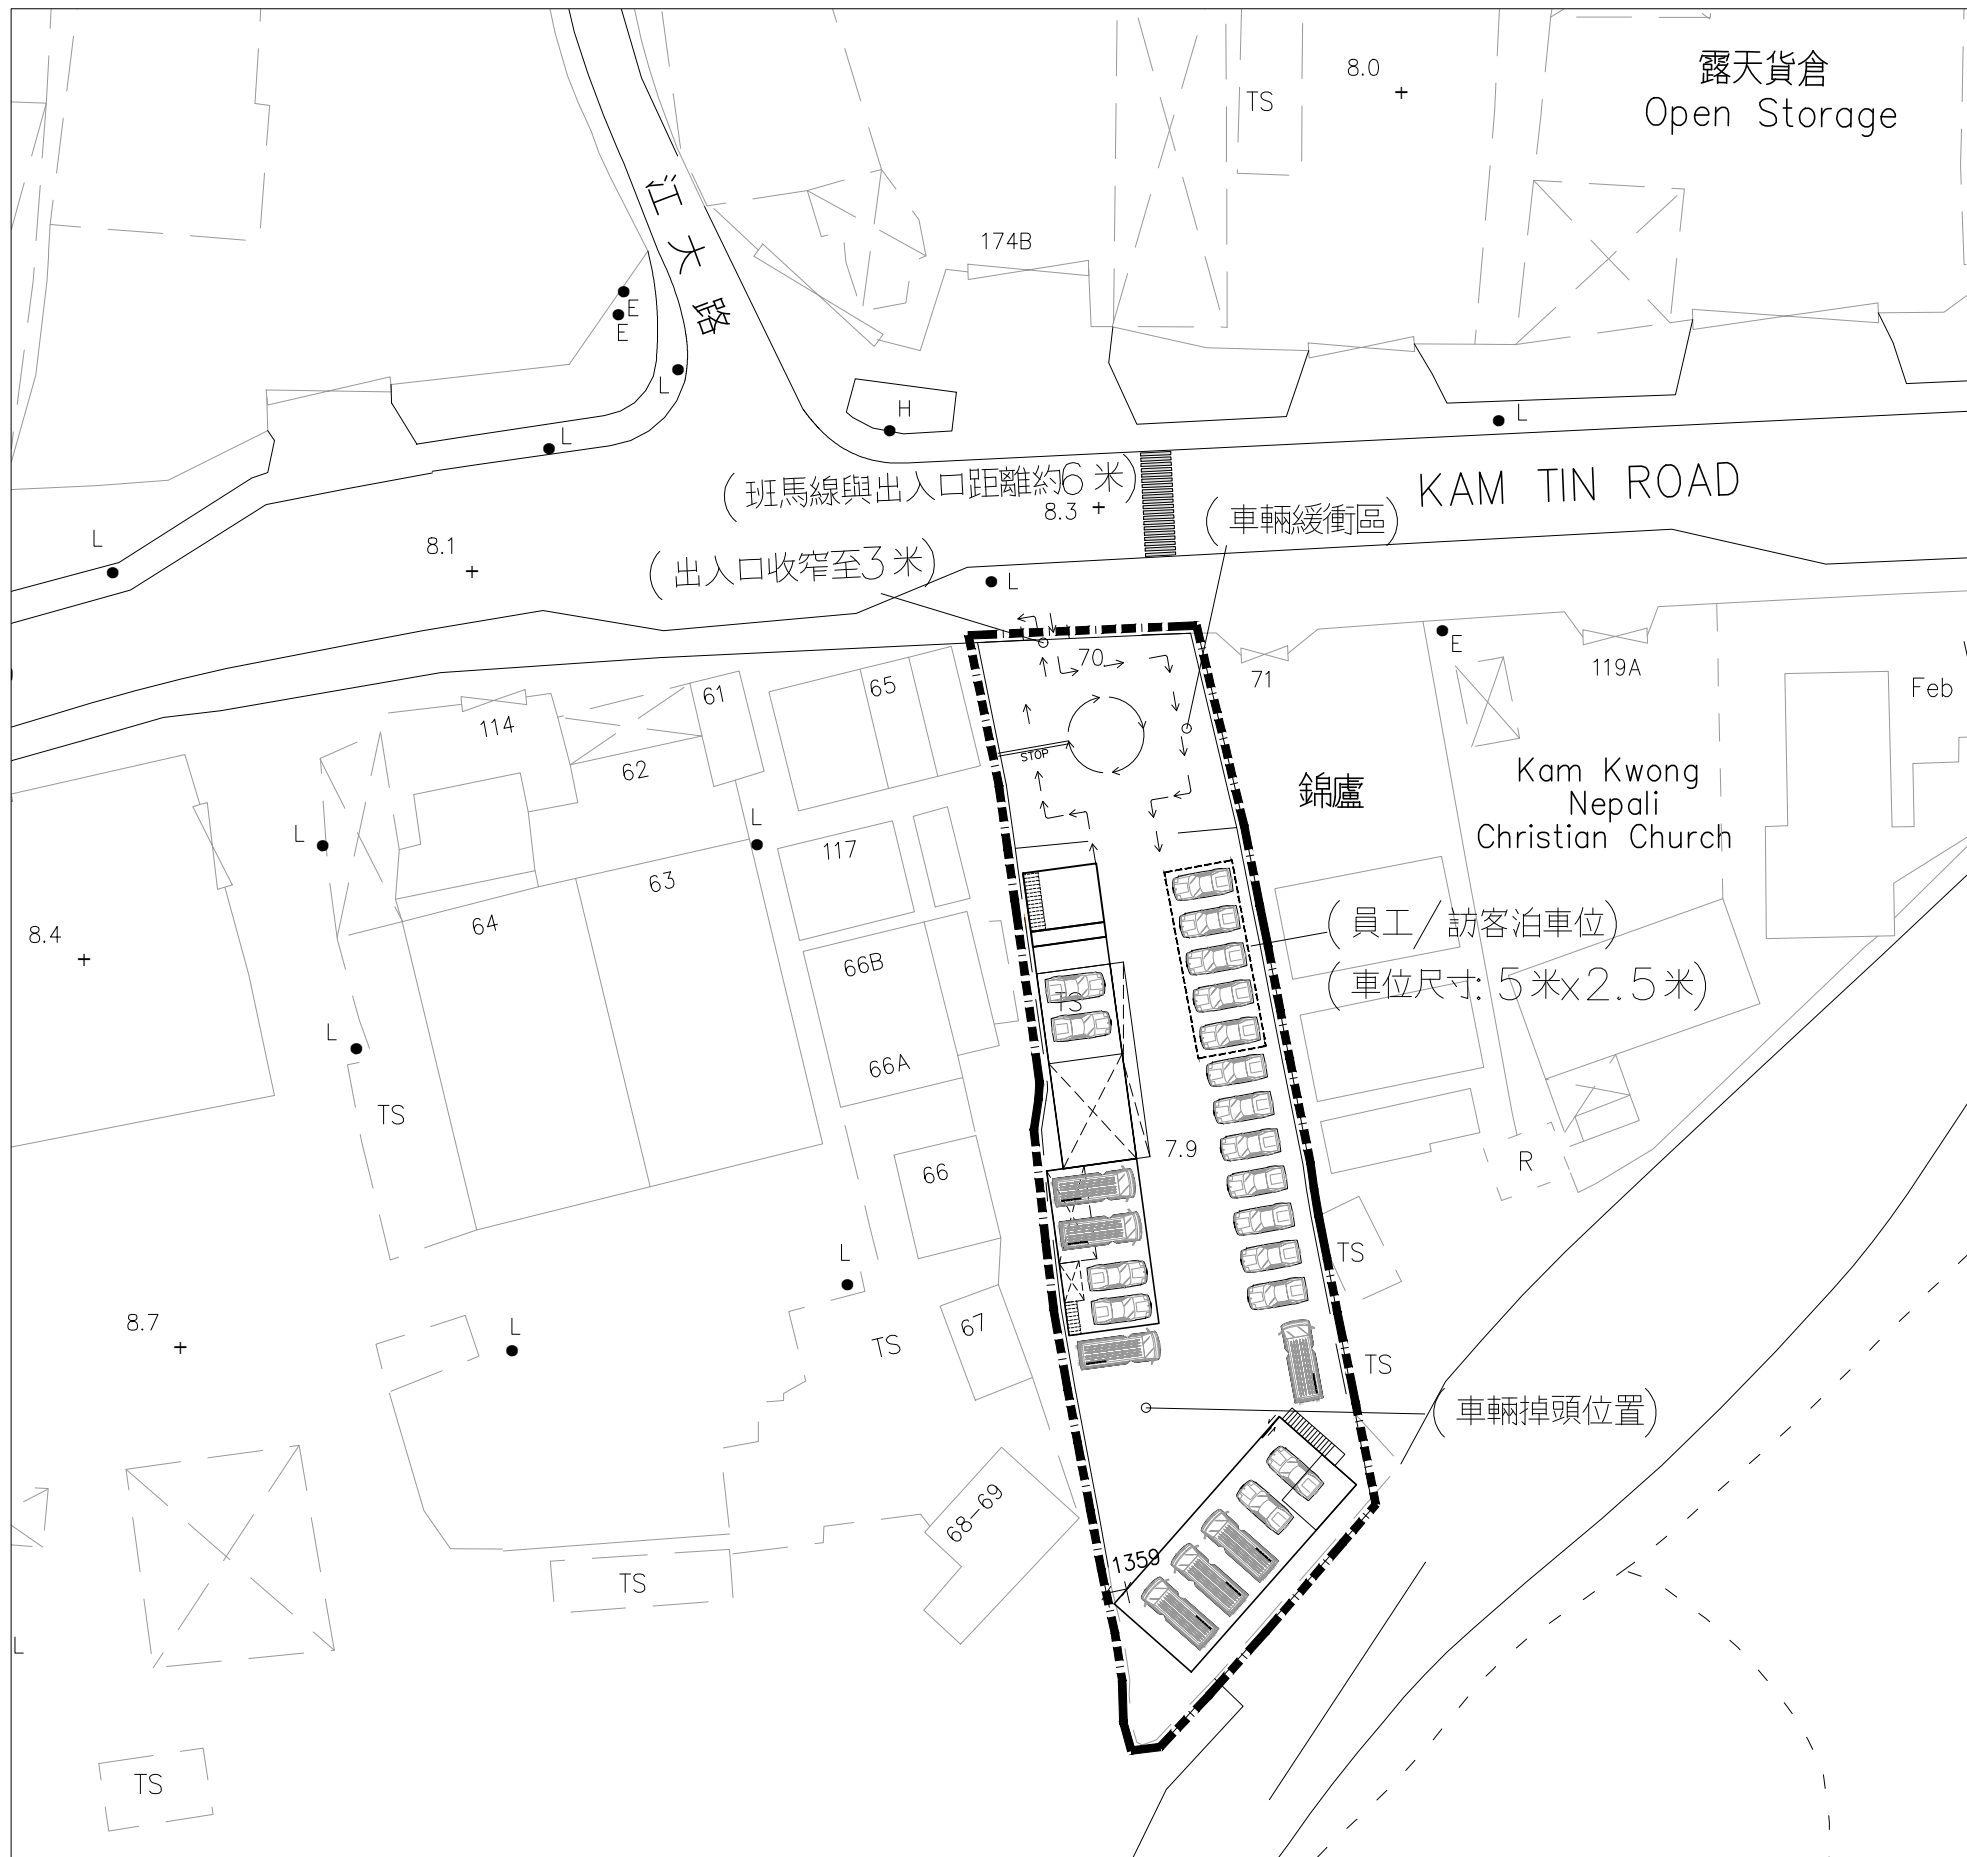 露天貨倉
Open Storage
8.0
TS
174B
江大路
E
E
L
L
H
L
(班馬線與出入口距離約6米)
8.3
(車輛緩衝區)
KAM TIN ROAD
L
8.1
(出入口收窄至3米)
L
70
71
E
119A
Feb
61
65
114
62
STOP
錦廬
Kam Kwong
Nepali
Christian Church
L
L
117
63
64
8.4
66B
(員工/訪客泊車位)
(車位尺寸: 5米x2.5米)
TS
L
66A
TS
7.9
R
66
L
TS
8.7
L
67
TS
TS
(車輛掉頭位置)
68-69
1359
TS
L
TS